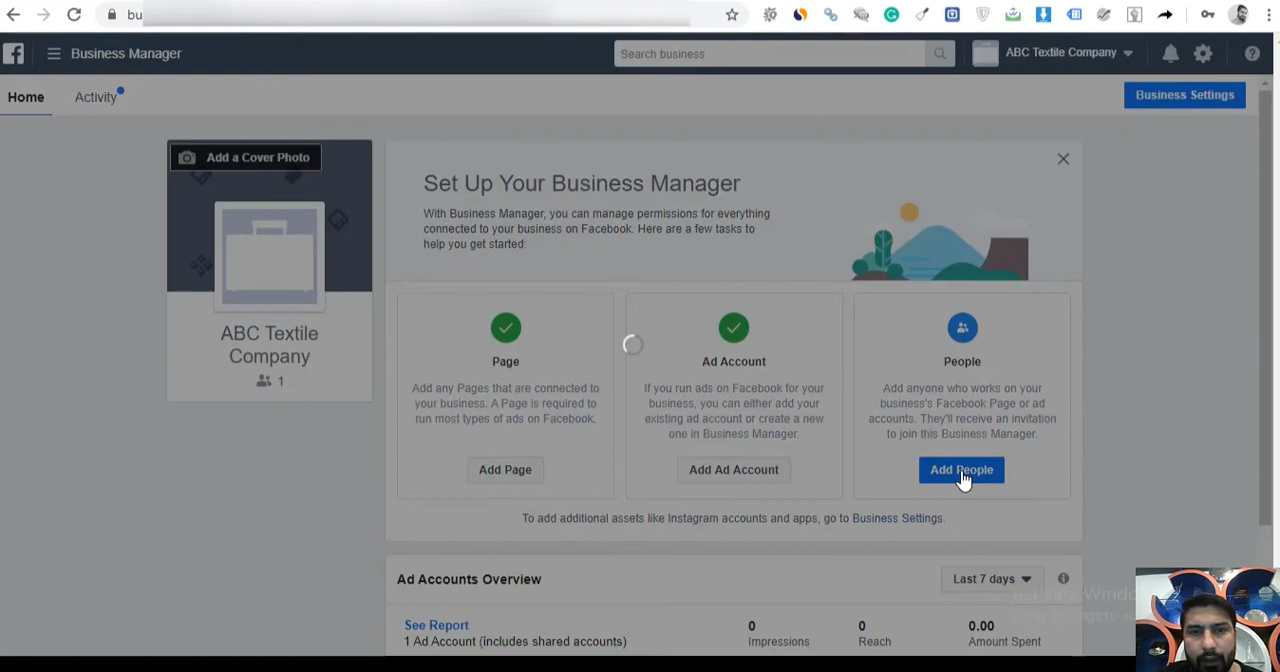 bu
Business Manager
Search business
ABC Textile Company
Home
Activity
Business Settings
Add a Cover Photo
ABC Textile
Company
1
Set Up Your Business Manager
With Business Manager, you can manage permissions for everything
connected to your business on Facebook. Here are a few tasks to
help you get started:
Page
Add any Pages that are connected to
your business. A Page is required to
run most types of ads on Facebook.
Add Page
Ad Account
If you run ads on Facebook for your
business, you can either add your
existing ad account or create a new
one in Business Manager.
Add Ad Account
People
Add anyone who works on your
business's Facebook Page or ad
accounts. They'll receive an invitation
to join this Business Manager.
Add People
To add additional assets like Instagram accounts and apps, go to Business Settings.
Ad Accounts Overview
Last 7 days
See Report
1 Ad Account (includes shared accounts)
0
Impressions
0
Reach
0.00
Amount Spent